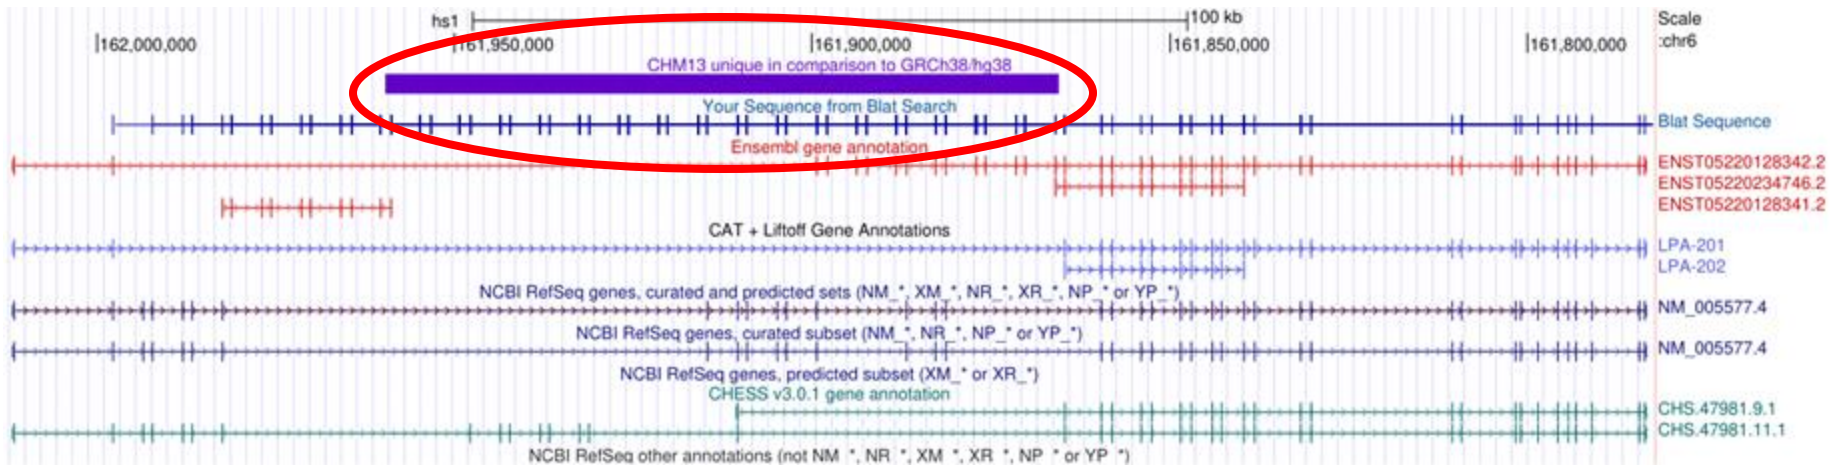 hs1 100 kb Scale
162,000,000 161,950,000 161,900,000 161,850,000 161,800,000 :chr6
CHM13 unique in comparison to GRCh38/hg38
Your Sequence from Blat Search
Blat Sequence
Ensembl gene annotation
ENST05220128342.2
ENST05220234746.2
ENST05220128341.2
CAT + Liftoff Gene Annotations
LPA-201
LPA-202
NCBI RefSeq genes, curated and predicted sets (NM_*, XM_*, NR_*, XR_*, NP_* or YP_*)
NM_005577.4
NCBI RefSeq genes, curated subset (NM_*, NR_*, NP_* or YP_*)
NM_005577.4
NCBI RefSeq genes, predicted subset (XM_* or XR_*)
CHESS v3.0.1 gene annotation
CHS.47981.9.1
CHS.47981.11.1
NCBI RefSeq other annotations (not NM_*, NR_*, XM_*, XR_*, NP_* or YP_*)